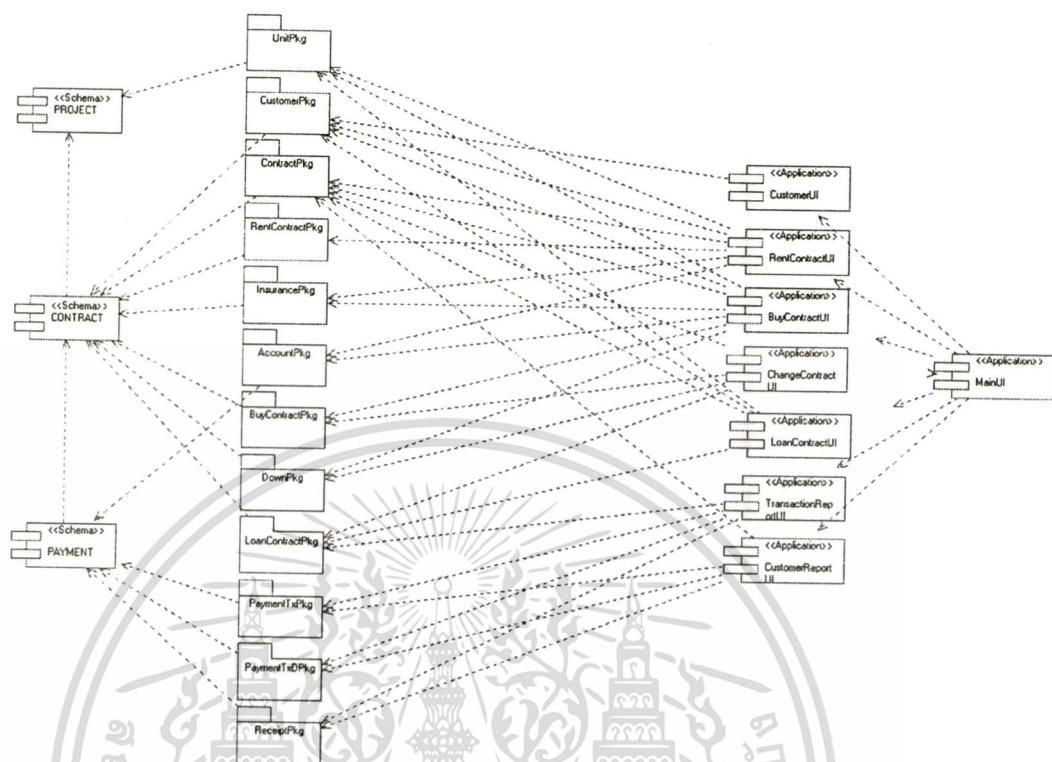 <<Schema>>
PROJECT
<<Schema>>
CONTRACT
<<Schema>>
PAYMENT
UnitPkg
CustomerPkg
ContractPkg
RentContractPkg
InsurancePkg
AccountPkg
BuyContractPkg
DownPkg
LoanContractPkg
PaymentTxPkg
PaymentTxDPkg
ReceiptPkg
<<Application>>
CustomerUI
<<Application>>
RentContractUI
<<Application>>
BuyContractUI
<<Application>>
ChangeContract
UI
<<Application>>
LoanContractUI
<<Application>>
TransactionRep
ortUI
<<Application>>
CustomerReport
UI
<<Application>>
MainUI